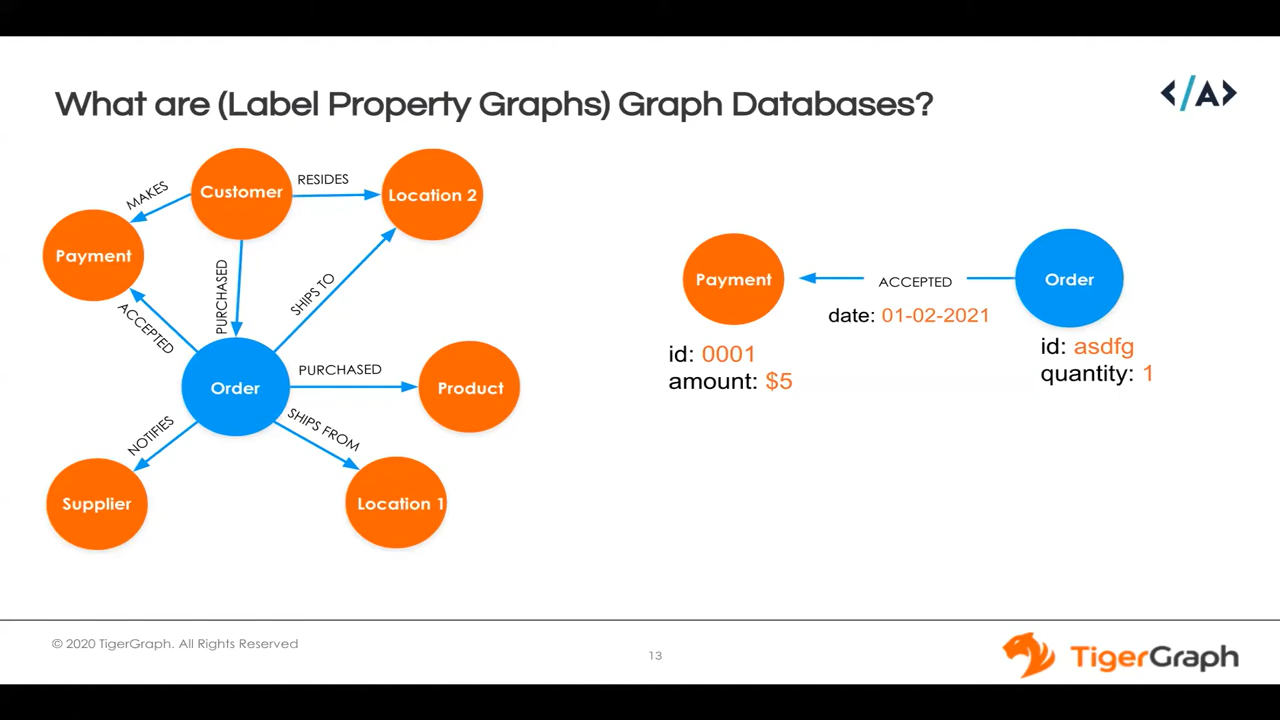 What are (Label Property Graphs) Graph Databases?
</A>
Customer
RESIDES
Location 2
MAKES
Payment
PURCHASED
SHIPS TO
ACCEPTED
Order
PURCHASED
Product
NOTIFIES
SHIPS FROM
Supplier
Location 1
Payment
ACCEPTED
Order
date: 01-02-2021
id: 0001
amount: $5
id: asdfg
quantity: 1
© 2020 TigerGraph. All Rights Reserved
13
TigerGraph